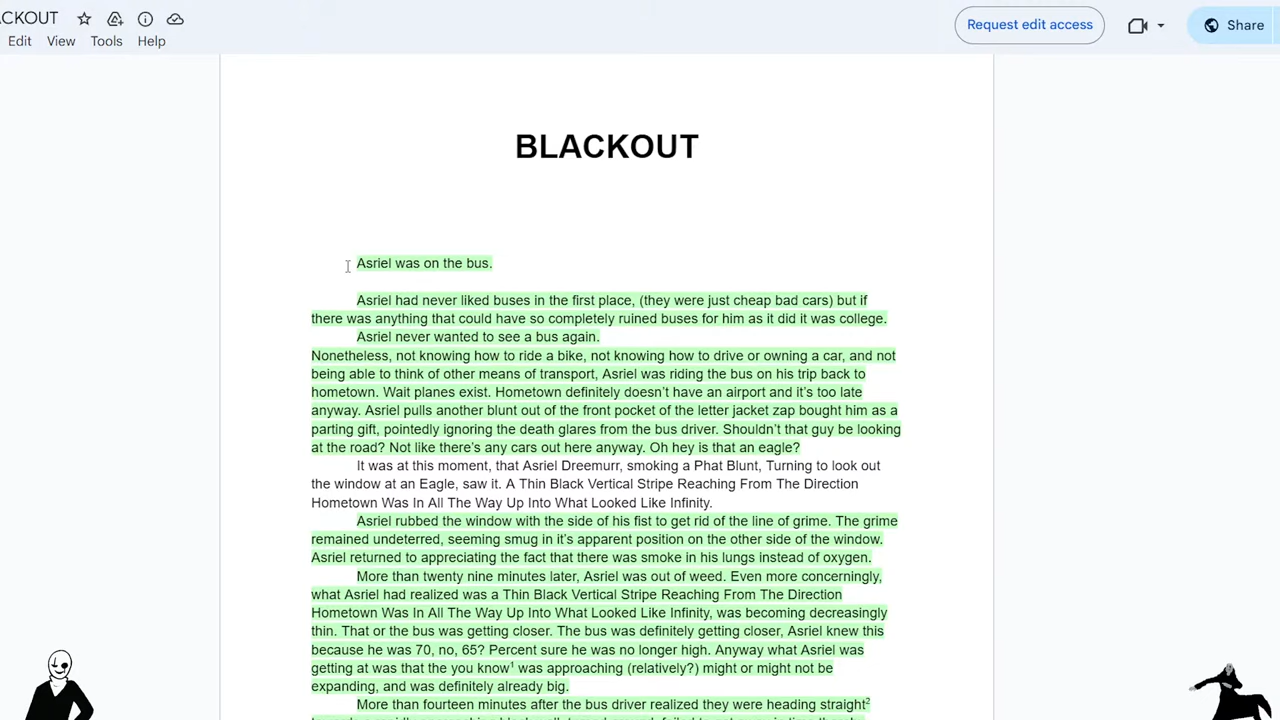 CKOUT
Request edit access
Share
Edit View Tools Help
BLACKOUT
Asriel was on the bus.
Asriel had never liked buses in the first place, (they were just cheap bad cars) but if
there was anything that could have so completely ruined buses for him as it did it was college.
Asriel never wanted to see a bus again.
Nonetheless, not knowing how to ride a bike, not knowing how to drive or owning a car, and not
being able to think of other means of transport, Asriel was riding the bus on his trip back to
hometown. Wait planes exist. Hometown definitely doesn't have an airport and it's too late
anyway. Asriel pulls another blunt out of the front pocket of the letter jacket zap bought him as a
parting gift, pointedly ignoring the death glares from the bus driver. Shouldn't that guy be looking
at the road? Not like there's any cars out here anyway. Oh hey is that an eagle?
It was at this moment, that Asriel Dreemurr, smoking a Phat Blunt, Turning to look out
the window at an Eagle, saw it. A Thin Black Vertical Stripe Reaching From The Direction
Hometown Was In All The Way Up Into What Looked Like Infinity.
Asriel rubbed the window with the side of his fist to get rid of the line of grime. The grime
remained undeterred, seeming smug in it's apparent position on the other side of the window.
Asriel returned to appreciating the fact that there was smoke in his lungs instead of oxygen.
More than twenty nine minutes later, Asriel was out of weed. Even more concerningly,
what Asriel had realized was a Thin Black Vertical Stripe Reaching From The Direction
Hometown Was In All The Way Up Into What Looked Like Infinity, was becoming decreasingly
thin. That or the bus was getting closer. The bus was definitely getting closer, Asriel knew this
because he was 70, no, 65? Percent sure he was no longer high. Anyway what Asriel was
getting at was that the you know¹ was approaching (relatively?) might or might not be
expanding, and was definitely already big.
More than fourteen minutes after the bus driver realized they were heading straight²